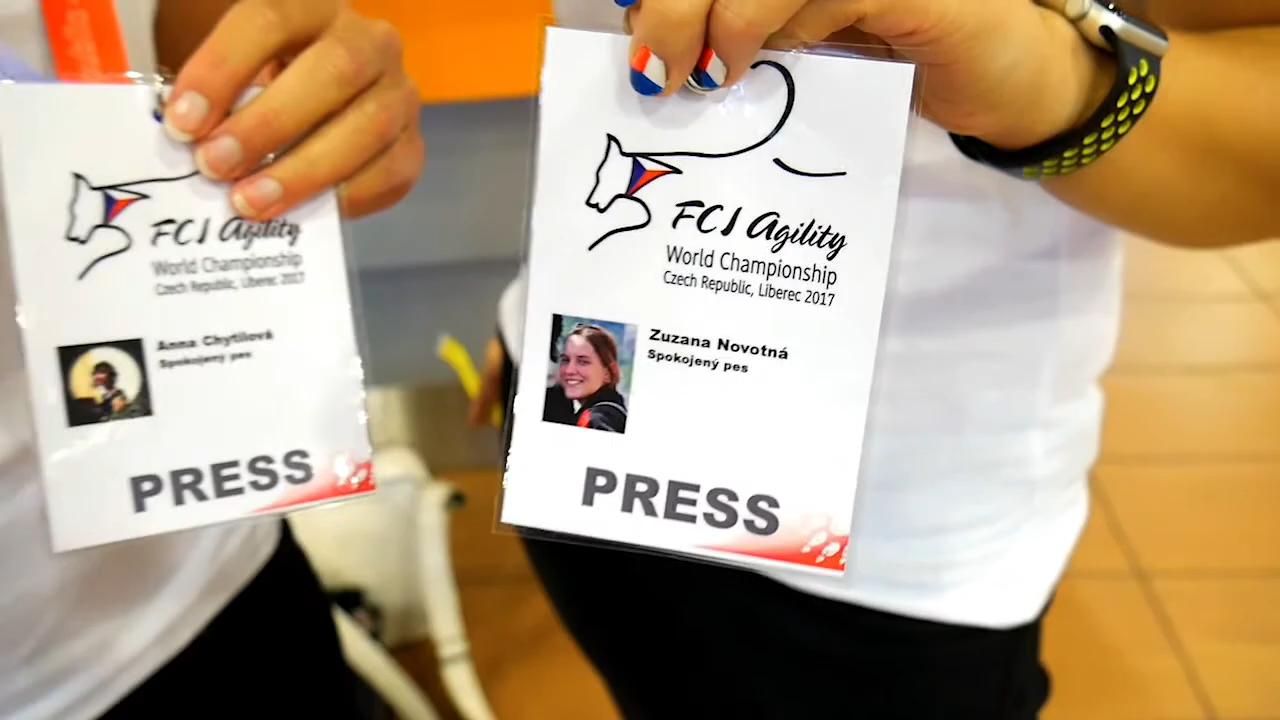 FCI Agility
World Championship
Czech Republic, Liberec 2017
Anna Chytilová
Spokojený pes
PRESS
FCI Agility
World Championship
Czech Republic, Liberec 2017
Zuzana Novotná
Spokojený pes
PRESS